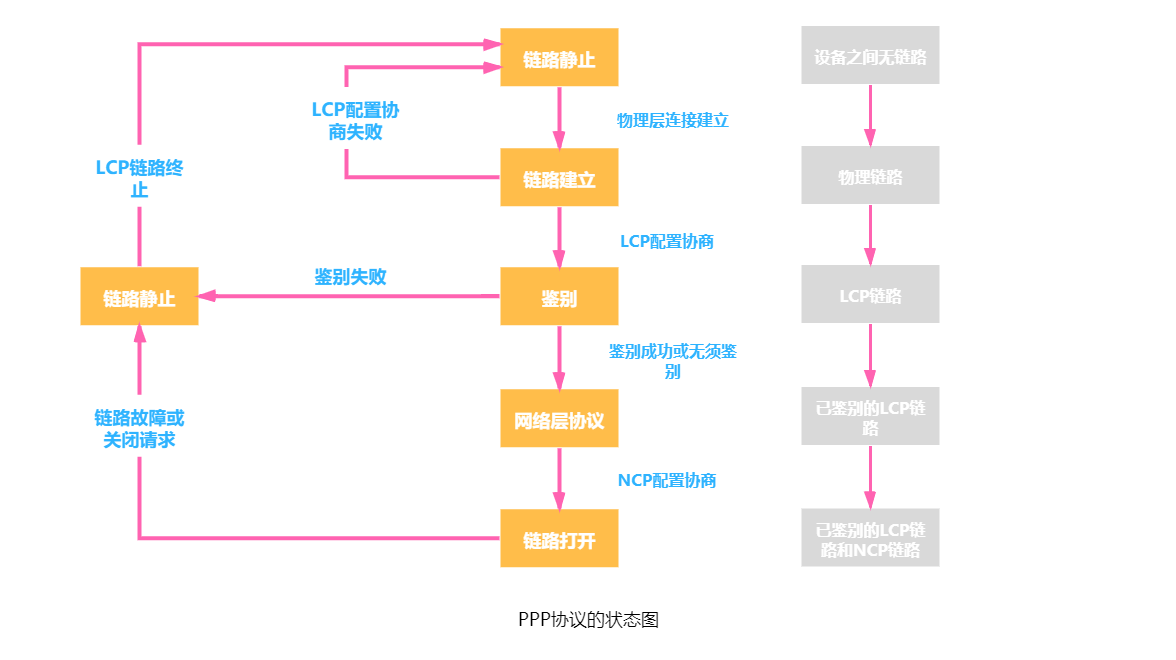 链路静止
设备之间无链路
LCP配置协
商失败
物理层连接建立
LCP链路终
止
链路建立
物理链路
LCP配置协商
鉴别失败
链路静止
鉴别
LCP链路
鉴别成功或无须鉴
别
链路故障或
关闭请求
网络层协议
已鉴别的LCP链
路
NCP配置协商
链路打开
已鉴别的LCP链
路和NCP链路
PPP协议的状态图